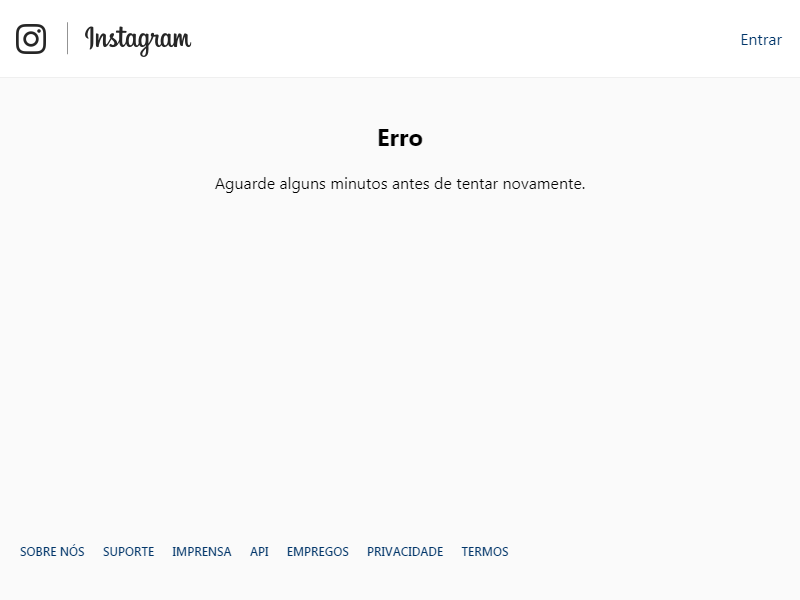 Instagram
Entrar
Erro
Aguarde alguns minutos antes de tentar novamente.
SOBRE NÓS SUPORTE IMPRENSA API EMPREGOS PRIVACIDADE TERMOS